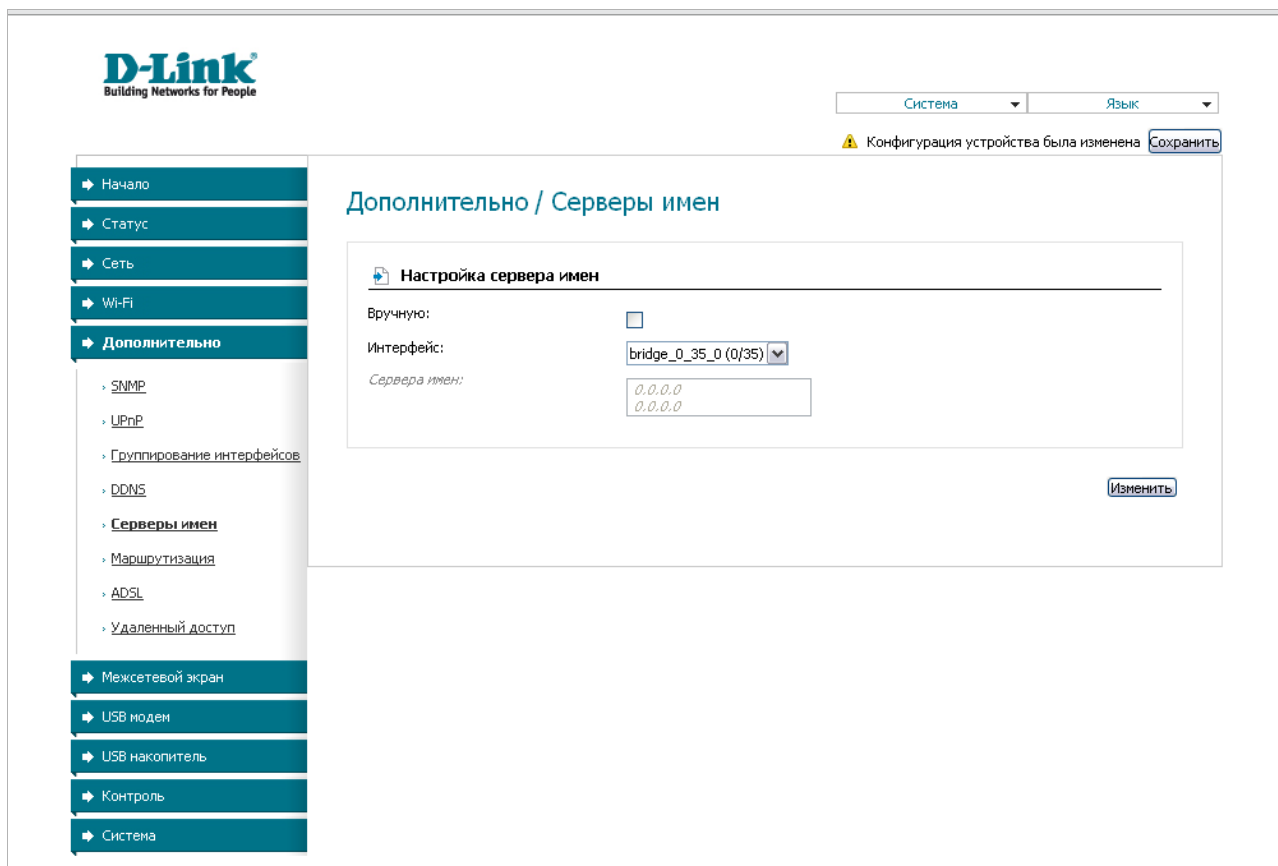 D-Link
Building Networks for People
Система
Язык
Конфигурация устройства была изменена Сохранить
Начало
Статус
Сеть
Wi-Fi
Дополнительно
SNMP
UPnP
Группирование интерфейсов
DDNS
Серверы имен
Маршрутизация
ADSL
Удаленный доступ
Межсетевой экран
USB модем
USB накопитель
Контроль
Система
Дополнительно / Серверы имен
Настройка сервера имен
Вручную:
Интерфейс: bridge_0_35_0 (0/35)
Сервера имен: 0.0.0.0
0.0.0.0
Изменить